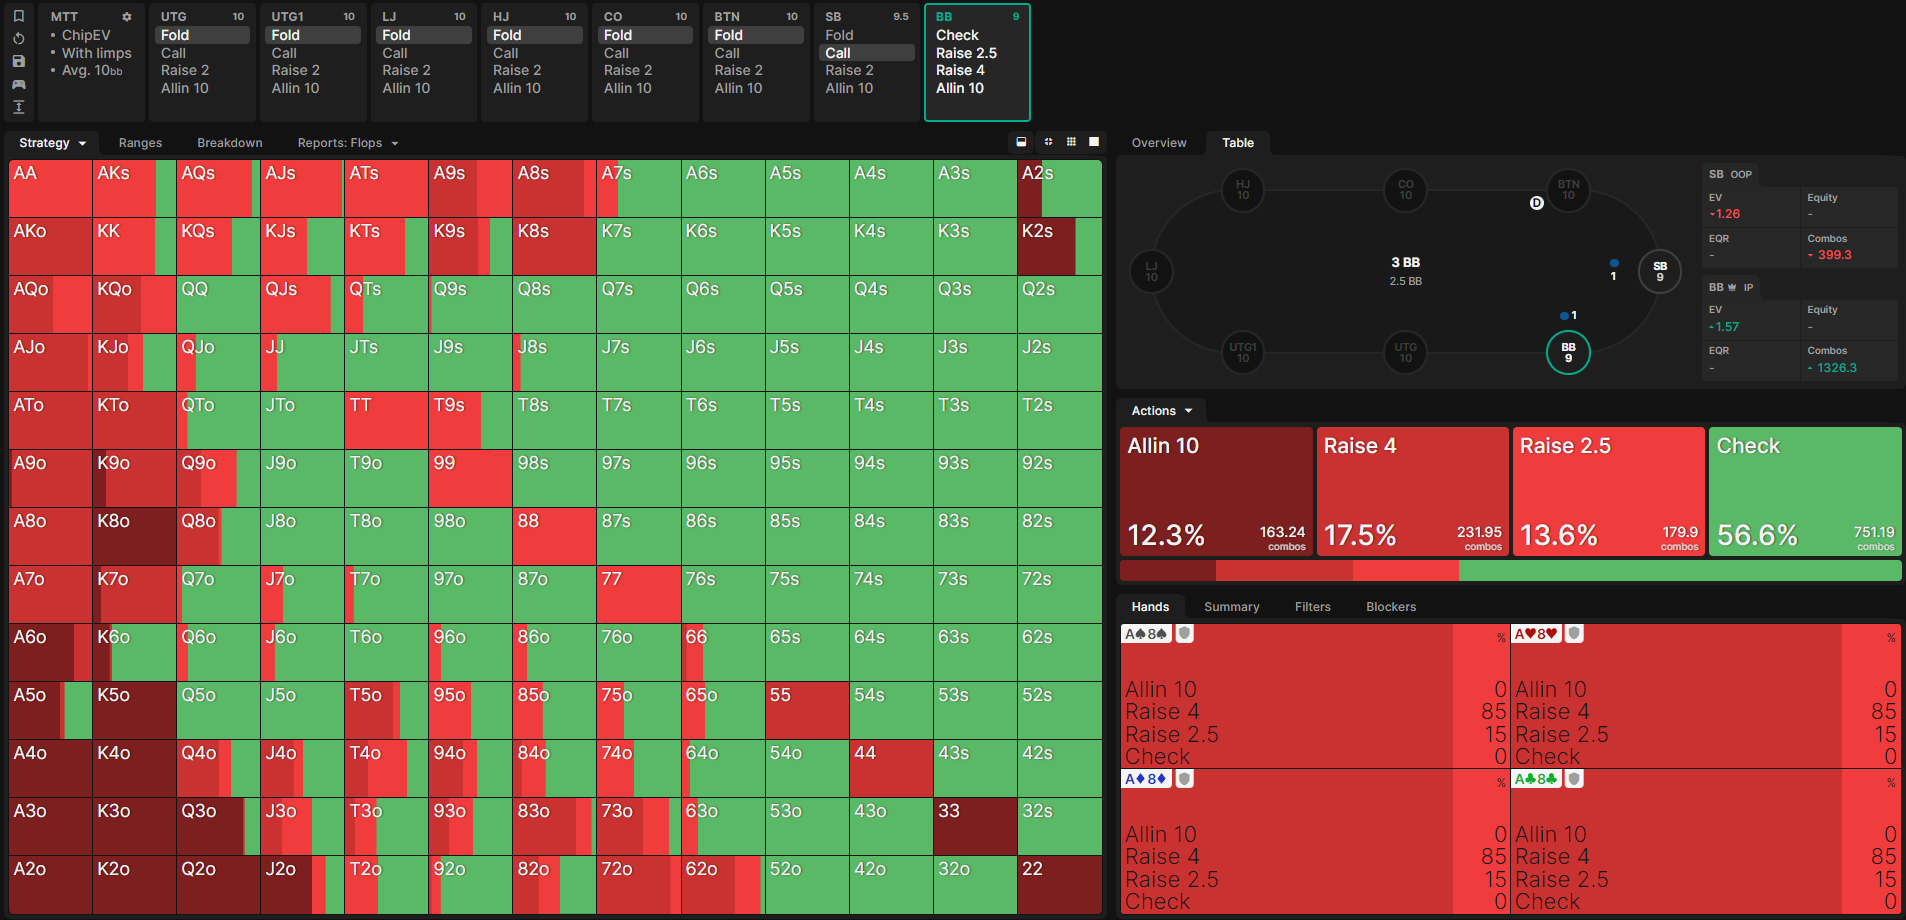 MTT
ChipEV
With limps
Avg. 10bb
UTG 10
Fold
Call
Raise 2
Allin 10
UTG1 10
Fold
Call
Raise 2
Allin 10
LJ 10
Fold
Call
Raise 2
Allin 10
HJ 10
Fold
Call
Raise 2
Allin 10
CO 10
Fold
Call
Raise 2
Allin 10
BTN 10
Fold
Call
Raise 2
Allin 10
SB 9.5
Fold
Call
Raise 2
Allin 10
BB 9
Check
Raise 2.5
Raise 4
Allin 10
Strategy Ranges Breakdown Reports: Flops
AA AKs AQs AJs ATs A9s A8s A7s A6s A5s A4s A3s A2s
AKo KK KQs KJs KTs K9s K8s K7s K6s K5s K4s K3s K2s
AQo KQo QQ QJs QTs Q9s Q8s Q7s Q6s Q5s Q4s Q3s Q2s
AJo KJo QJo JJ JTs J9s J8s J7s J6s J5s J4s J3s J2s
ATo KTo QTo JTo TT T9s T8s T7s T6s T5s T4s T3s T2s
A9o K9o Q9o J9o T9o 99 98s 97s 96s 95s 94s 93s 92s
A8o K8o Q8o J8o T8o 98o 88 87s 86s 85s 84s 83s 82s
A7o K7o Q7o J7o T7o 97o 87o 77 76s 75s 74s 73s 72s
A6o K6o Q6o J6o T6o 96o 86o 76o 66 65s 64s 63s 62s
A5o K5o Q5o J5o T5o 95o 85o 75o 65o 55 54s 53s 52s
A4o K4o Q4o J4o T4o 94o 84o 74o 64o 54o 44 43s 42s
A3o K3o Q3o J3o T3o 93o 83o 73o 63o 53o 43o 33 32s
A2o K2o Q2o J2o T2o 92o 82o 72o 62o 52o 42o 32o 22
Overview Table
HJ
10
CO
10
BTN
10
D
LJ
10
3 BB
2.5 BB
1
SB
9
1
UTG1
10
UTG
10
BB
9
SB OOP
EV Equity
1.26 -
EQR Combos
- 399.3
BB IP
EV Equity
1.57 -
EQR Combos
- 1326.3
Actions
Allin 10
12.3% 163.24
combos
Raise 4
17.5% 231.95
combos
Raise 2.5
13.6% 179.9
combos
Check
56.6% 751.19
combos
Hands Summary Filters Blockers
A♠8♠ %
Allin 10 0
Raise 4 85
Raise 2.5 15
Check 0
A♥8♥ %
Allin 10 0
Raise 4 85
Raise 2.5 15
Check 0
A♦8♦ %
Allin 10 0
Raise 4 85
Raise 2.5 15
Check 0
A♣8♣ %
Allin 10 0
Raise 4 85
Raise 2.5 15
Check 0